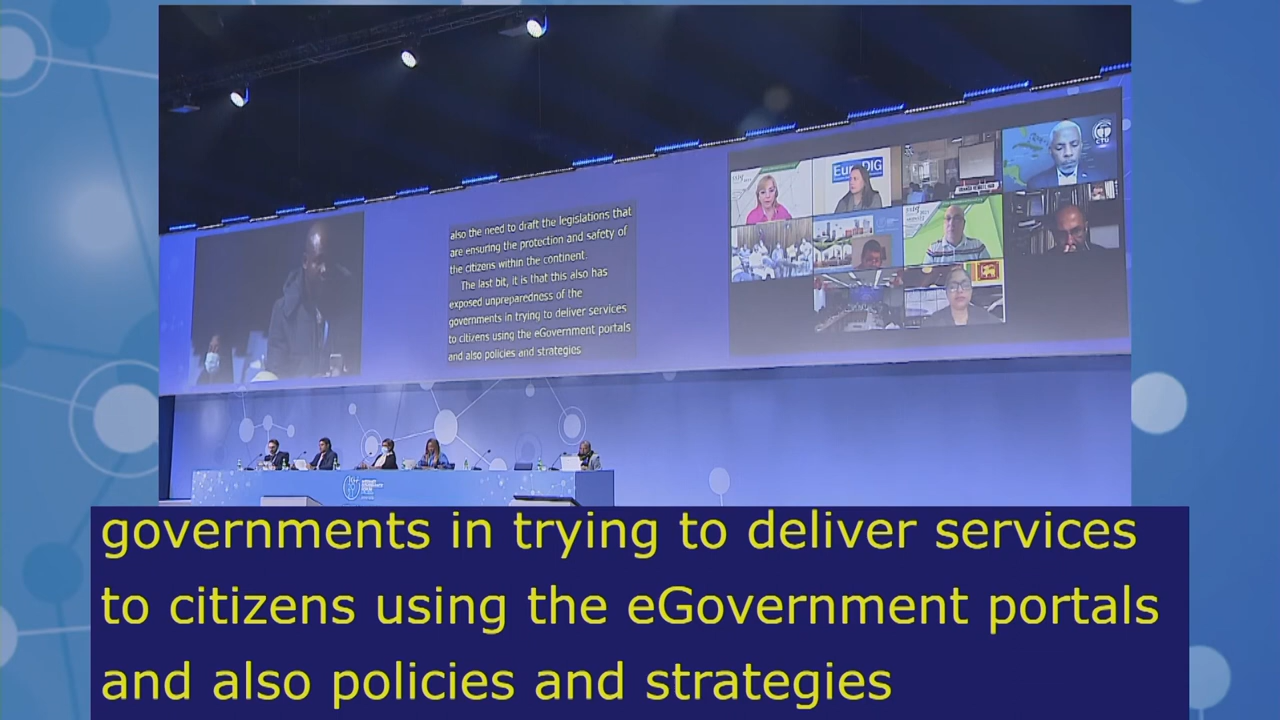 also the need to draft the legislations that
are ensuring the protection and safety of
the citizens within the continent.
The last bit, it is that this also has
exposed unpreparedness of the
governments in trying to deliver services
to citizens using the eGovernment portals
and also policies and strategies
EuroDIG
CTU
governments in trying to deliver services
to citizens using the eGovernment portals
and also policies and strategies